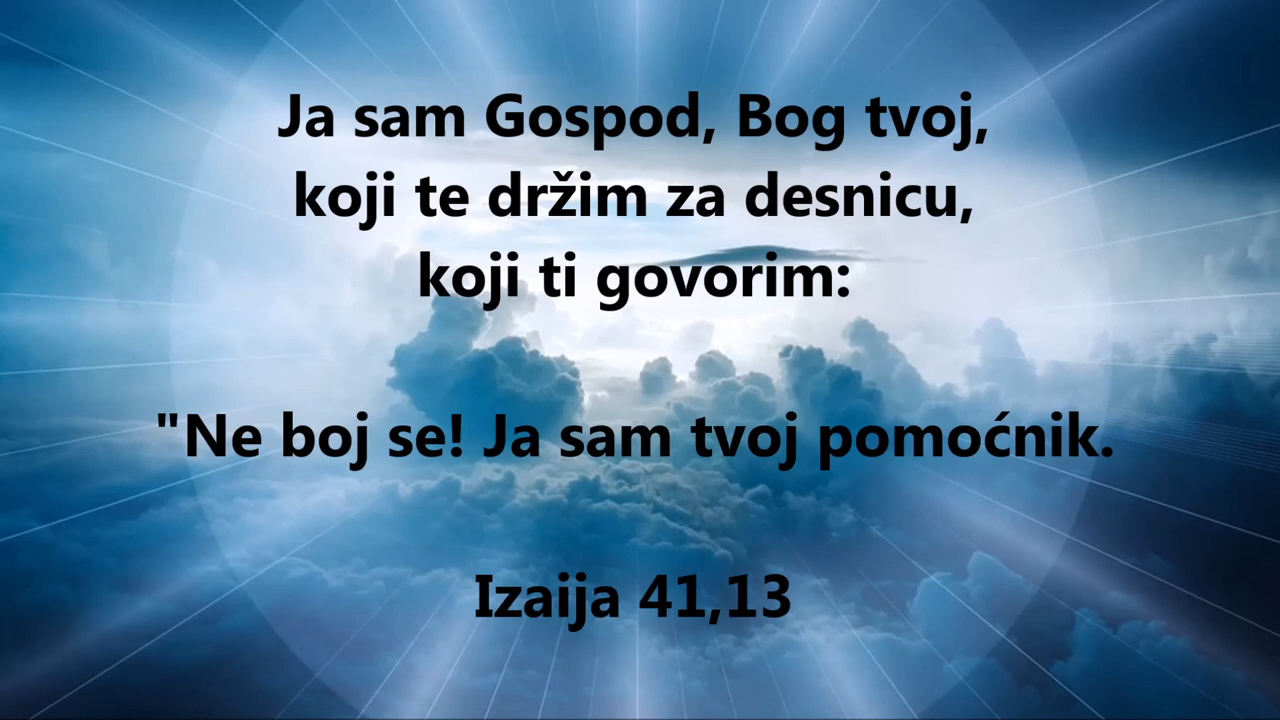 Ja sam Gospod, Bog tvoj,
koji te držim za desnicu,
koji ti govorim:
"Ne boj se! Ja sam tvoj pomoćnik.
Izaija 41,13